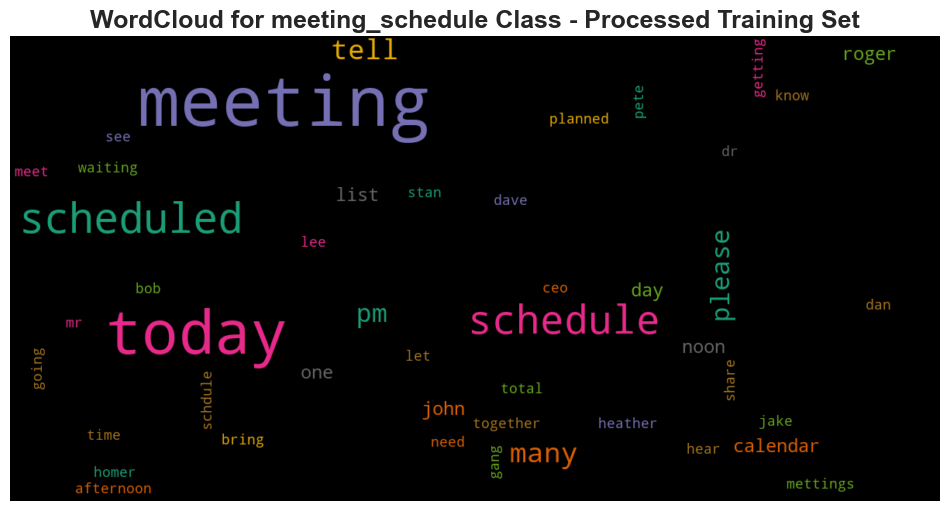 WordCloud for meeting_schedule Class - Processed Training Set
tell
getting
roger
meeting
pete
know
planned
see
dr
meet
waiting
list
stan
dave
scheduled
lee
please
bob
ceo
day
dan
mr
today
pm
schedule
noon
going
let
one
share
schdule
total
john
together
heather
jake
time
bring
need
gang
many
hear
calendar
homer
afternoon
mettings